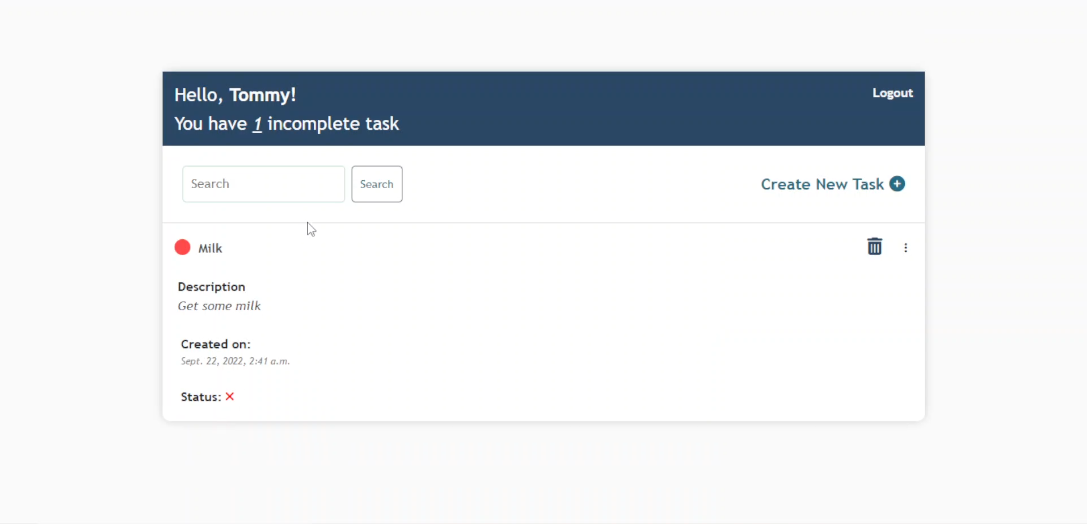 Hello, Tommy!
Logout
You have 1 incomplete task
Search
Search
Create New Task
Milk
Description
Get some milk
Created on:
Sept. 22, 2022, 2:41 a.m.
Status: